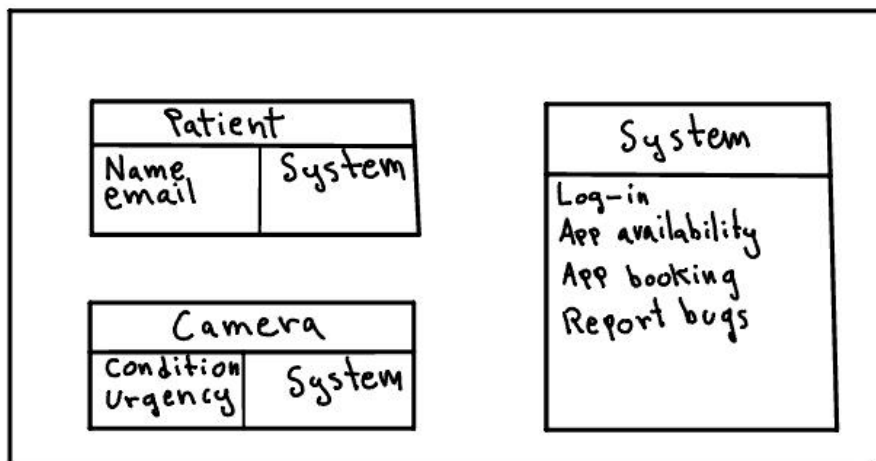 Patient
Name
email
System
Camera
Condition
urgency
System
System
Log-in
App availability
App booking
Report bugs